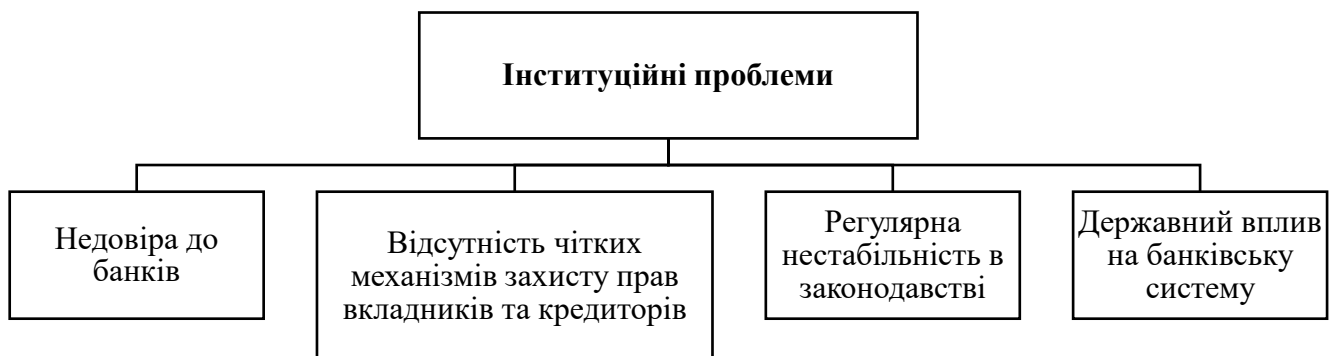 Інституційні проблеми
Недовіра до
банків
Відсутність чітких
механізмів захисту прав
вкладників та кредиторів
Регулярна
нестабільність в
законодавстві
Державний вплив
на банківську
систему